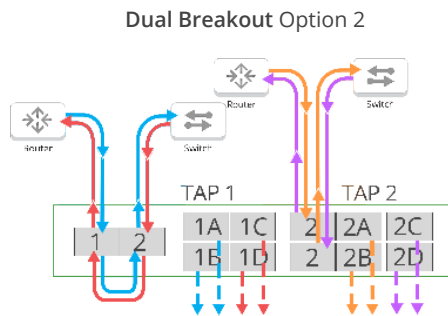 Dual Breakout Option 2
Router
Switch
Router
Switch
TAP 1
TAP 2
1 2
1A 1C
1B 1D
2 2A 2C
2 2B 2D